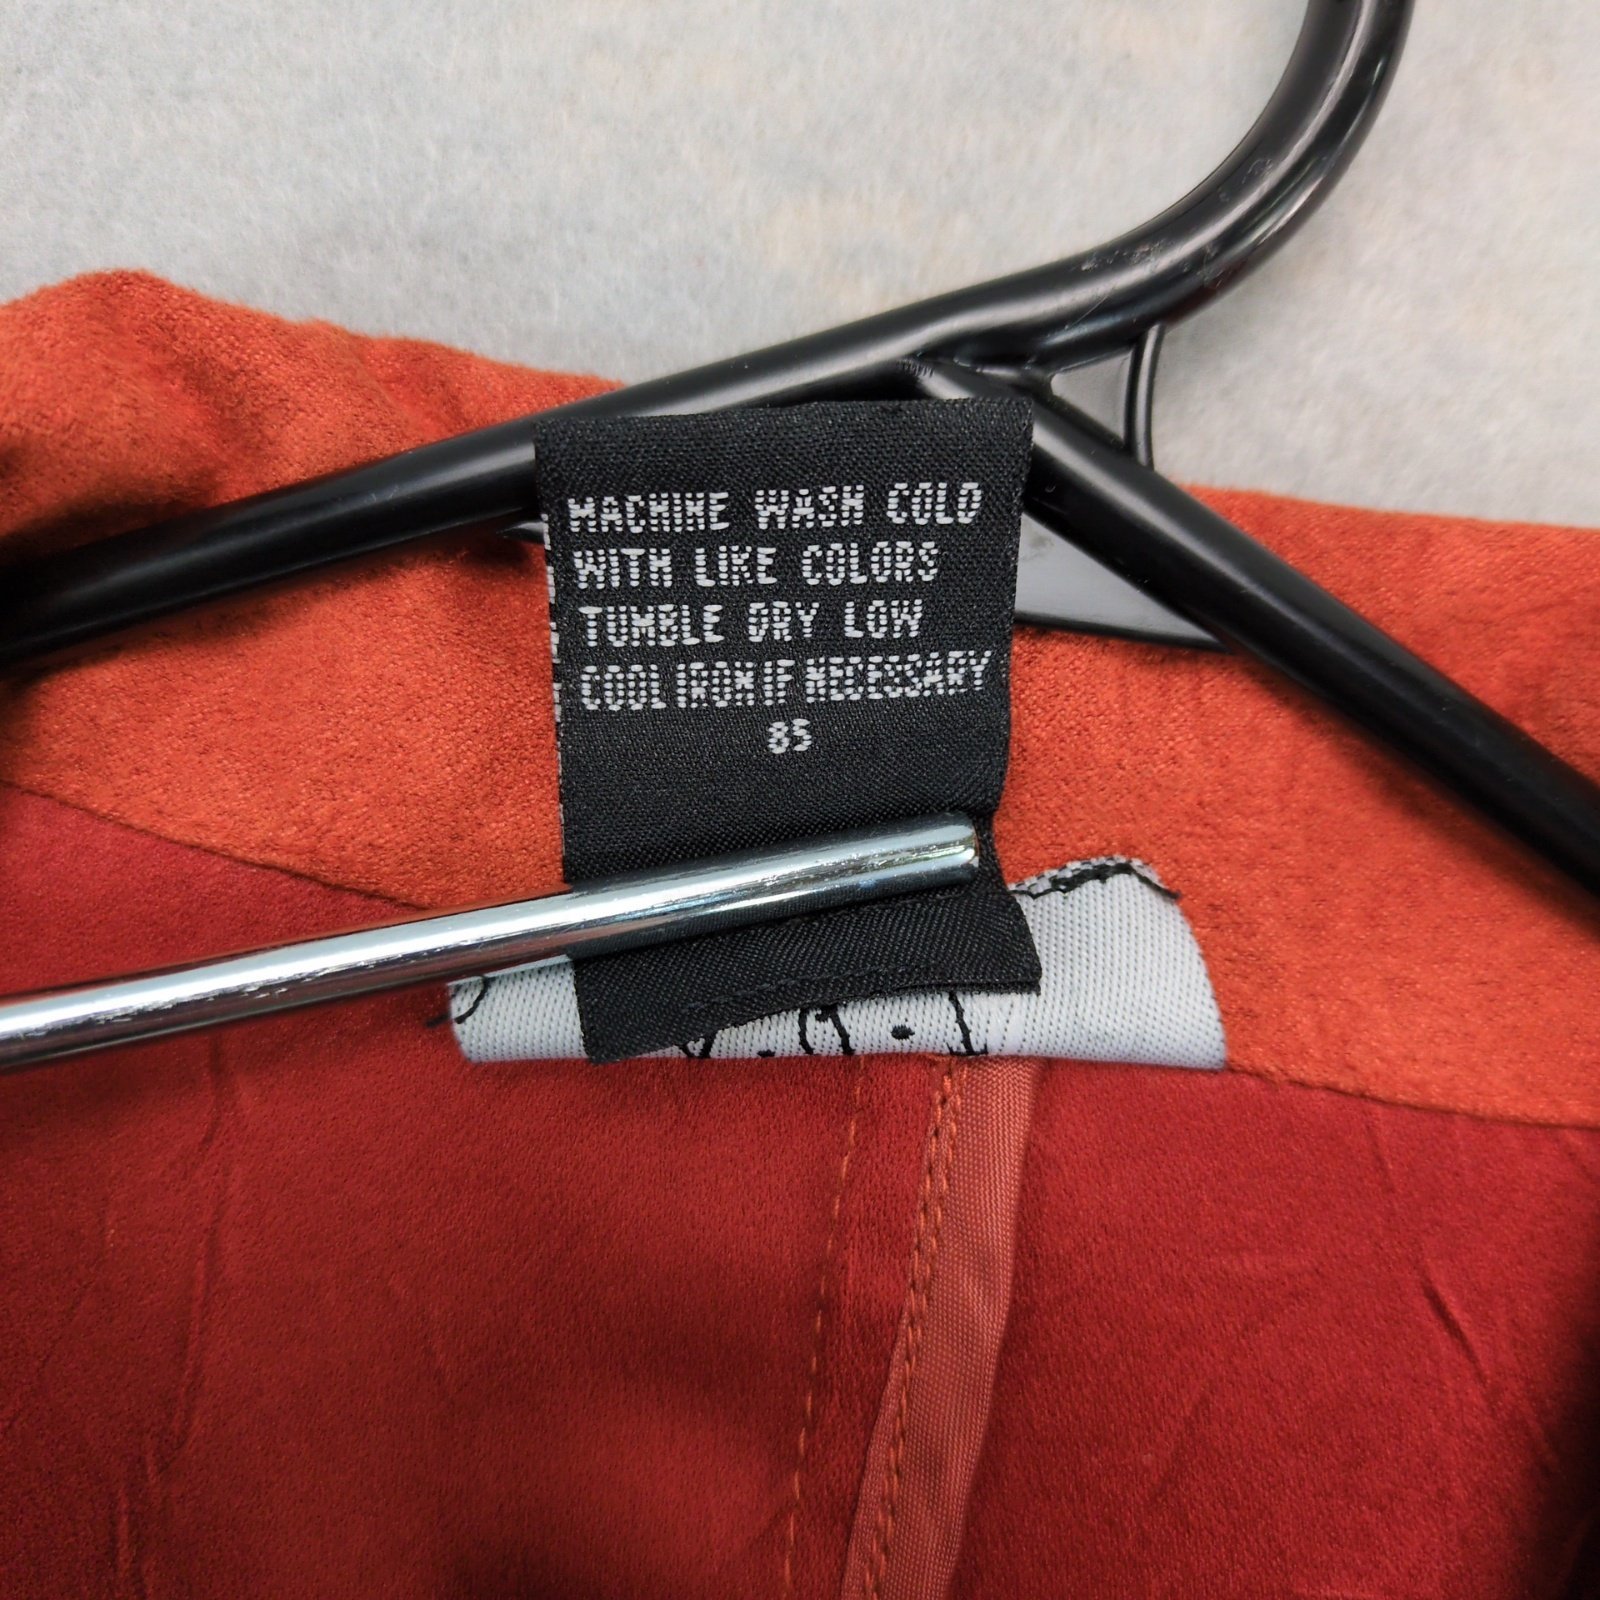 MACHINE WASH COLD
WITH LIKE COLORS
TUMBLE DRY LOW
COOL IRON IF NECESSARY
85